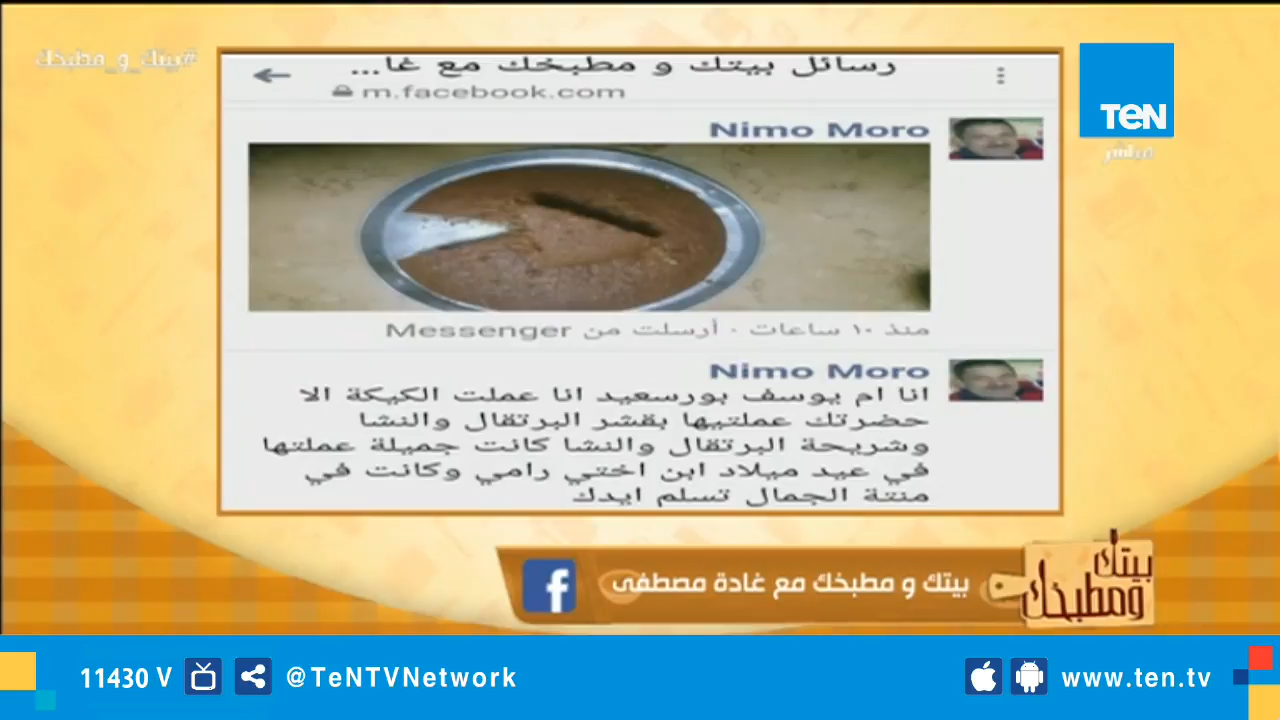 #بيتك_و_مطبخك
رسائل بيتك و مطبخك مع غا...
m.facebook.com
TeN
مباشر
Nimo Moro
منذ ١٠ ساعات · أرسلت من Messenger
Nimo Moro
انا ام يوسف بورسعيد انا عملت الكيكة الا
حضرتك عملتيها بقشر البرتقال والنشا
وشريحة البرتقال والنشا كانت جميلة عملتها
في عيد ميلاد ابن اختي رامي وكانت في
منتة الجمال تسلم ايدك
بيتك و مطبخك مع غادة مصطفى
بيتك
ومطبخك
11430 V
@TeNTVNetwork
www.ten.tv